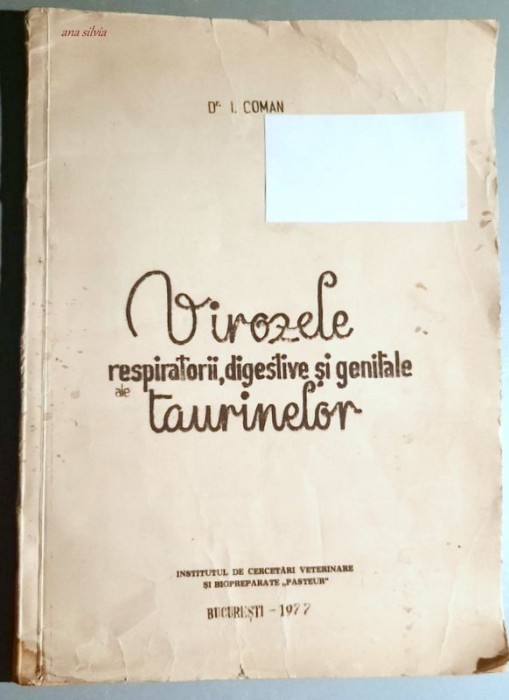 ana silvia
Dr. I. COMAN
Virozele
respiratorii, digestive și genitale
ale taurinelor
INSTITUTUL DE CERCETĂRI VETERINARE
ȘI BIOPREPARATE „PASTEUR"
BUCUREȘTI - 1977